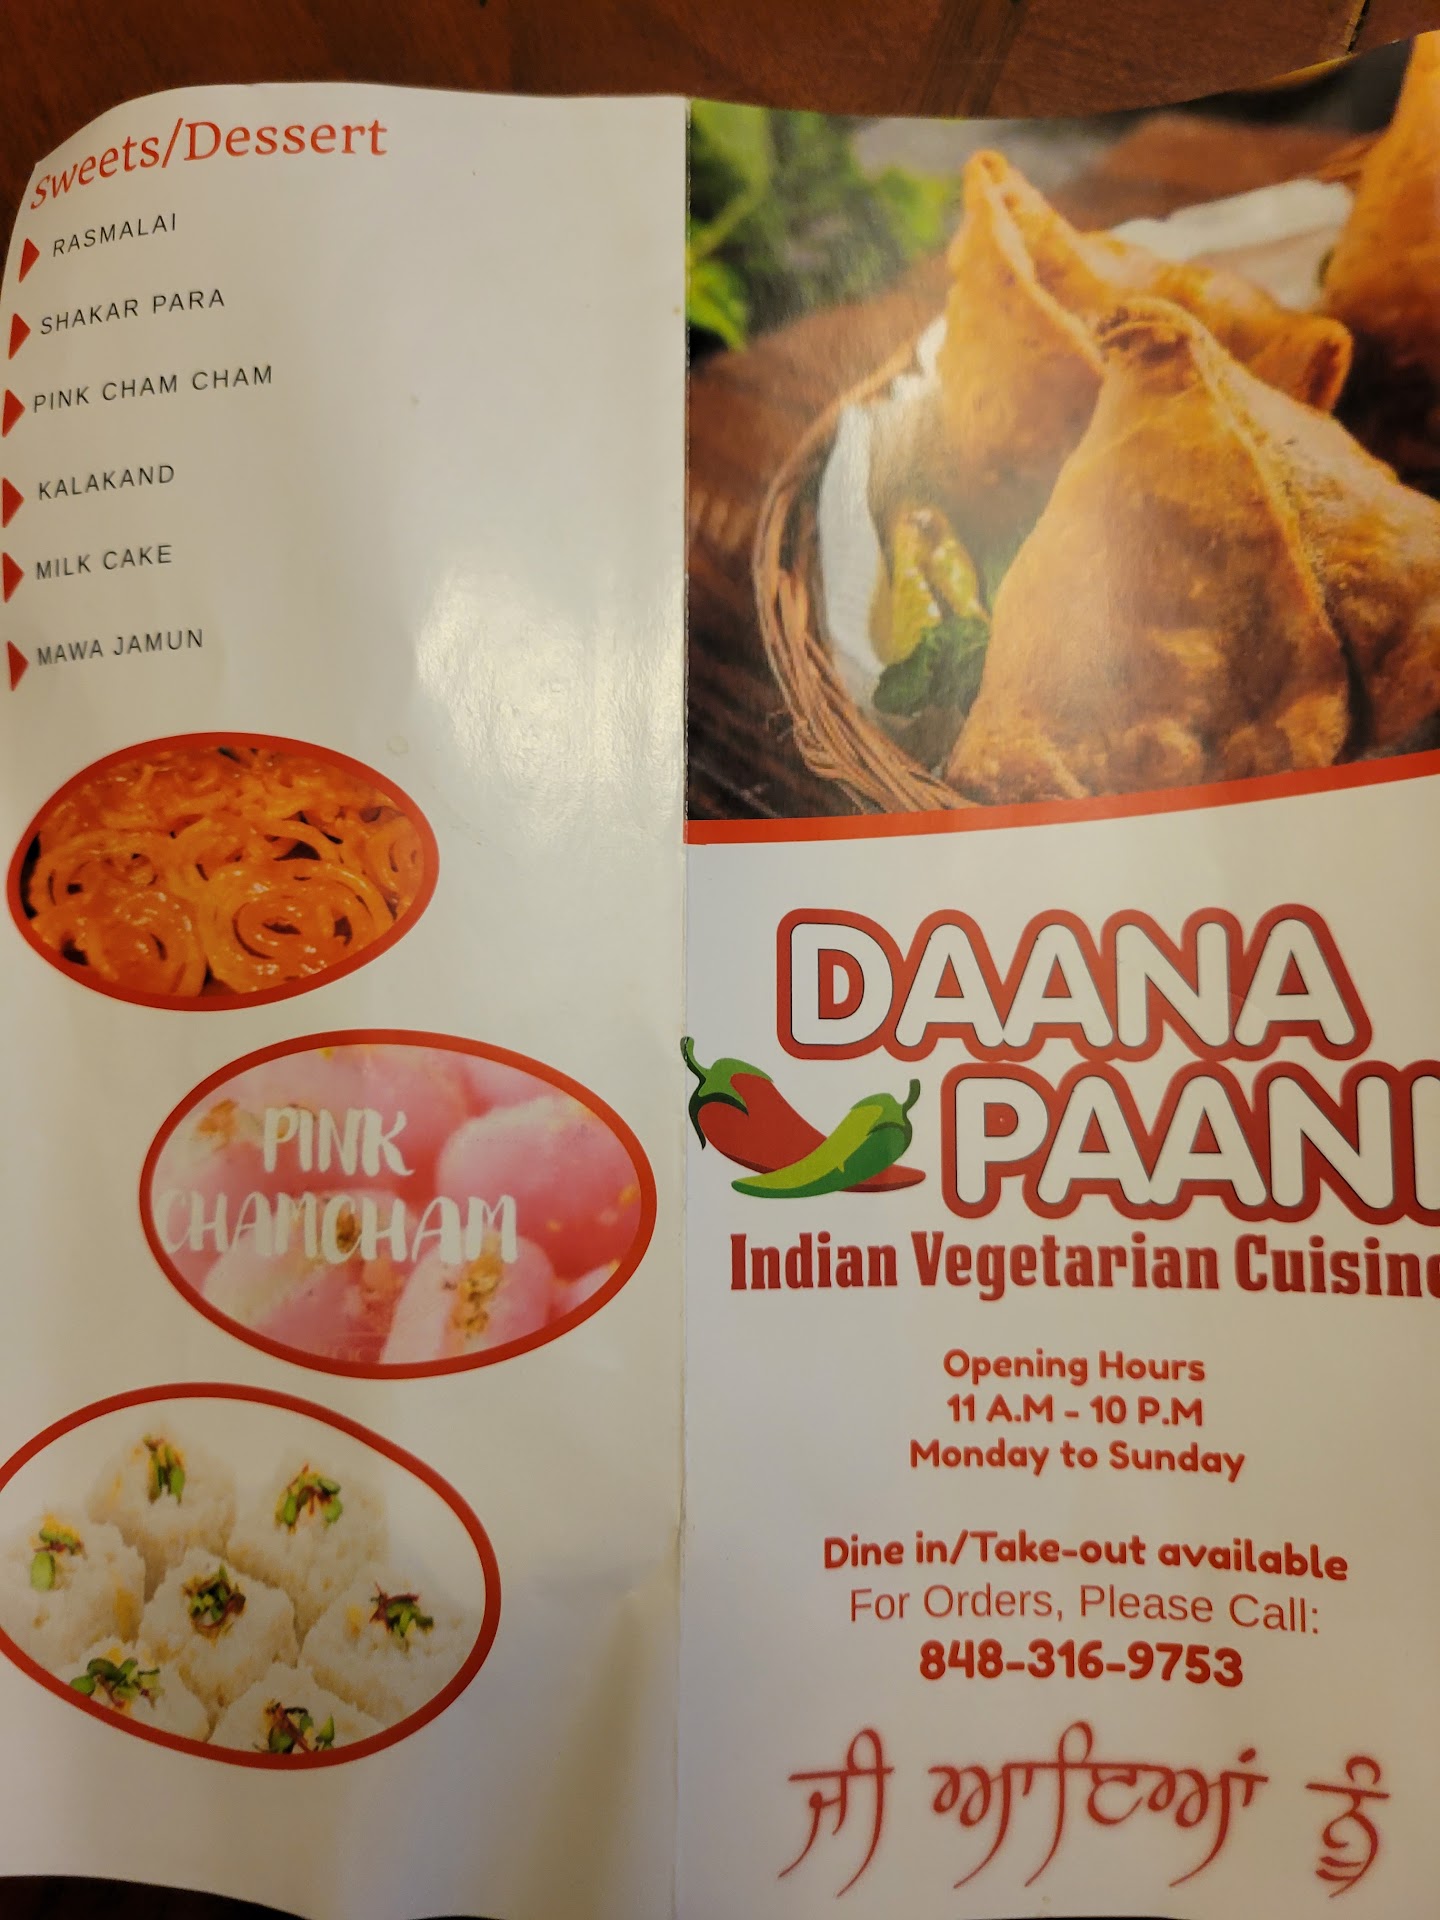 Sweets/Dessert
RASMALAI
SHAKAR PARA
PINK CHAM CHAM
KALAKAND
MILK CAKE
MAWA JAMUN
PINK
CHAMCHAM
DAANA
PAANI
Indian Vegetarian Cuisine
Opening Hours
11 A.M - 10 P.M
Monday to Sunday
Dine in/Take-out available
For Orders, Please Call:
848-316-9753
ਜੀ ਆਇਆਂ ਨੂੰ